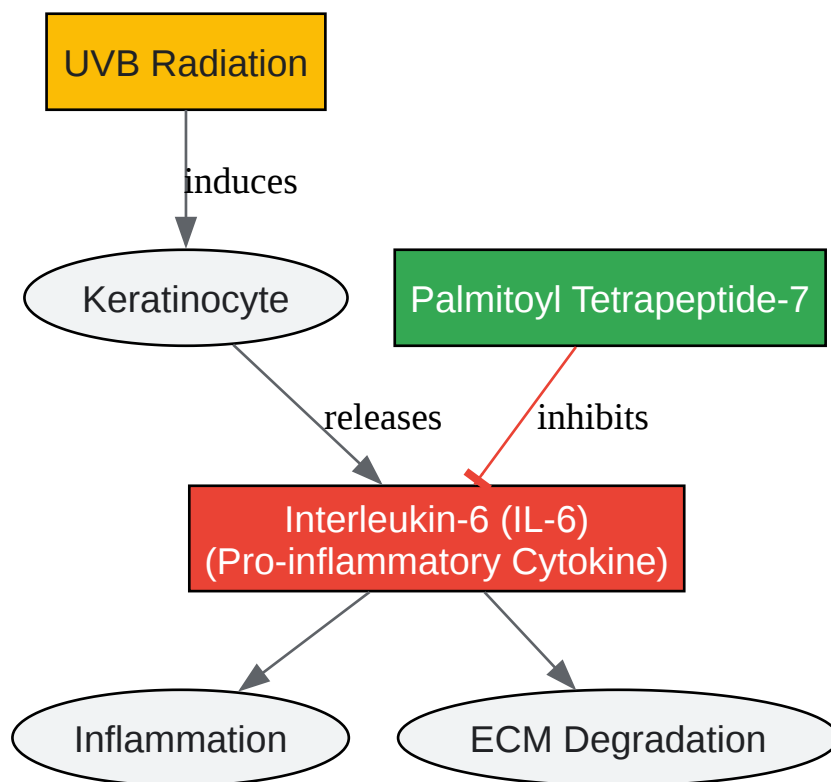 UVB Radiation
induces
Keratinocyte
Palmitoyl Tetrapeptide-7
releases
inhibits
Interleukin-6 (IL-6)
(Pro-inflammatory Cytokine)
Inflammation
ECM Degradation